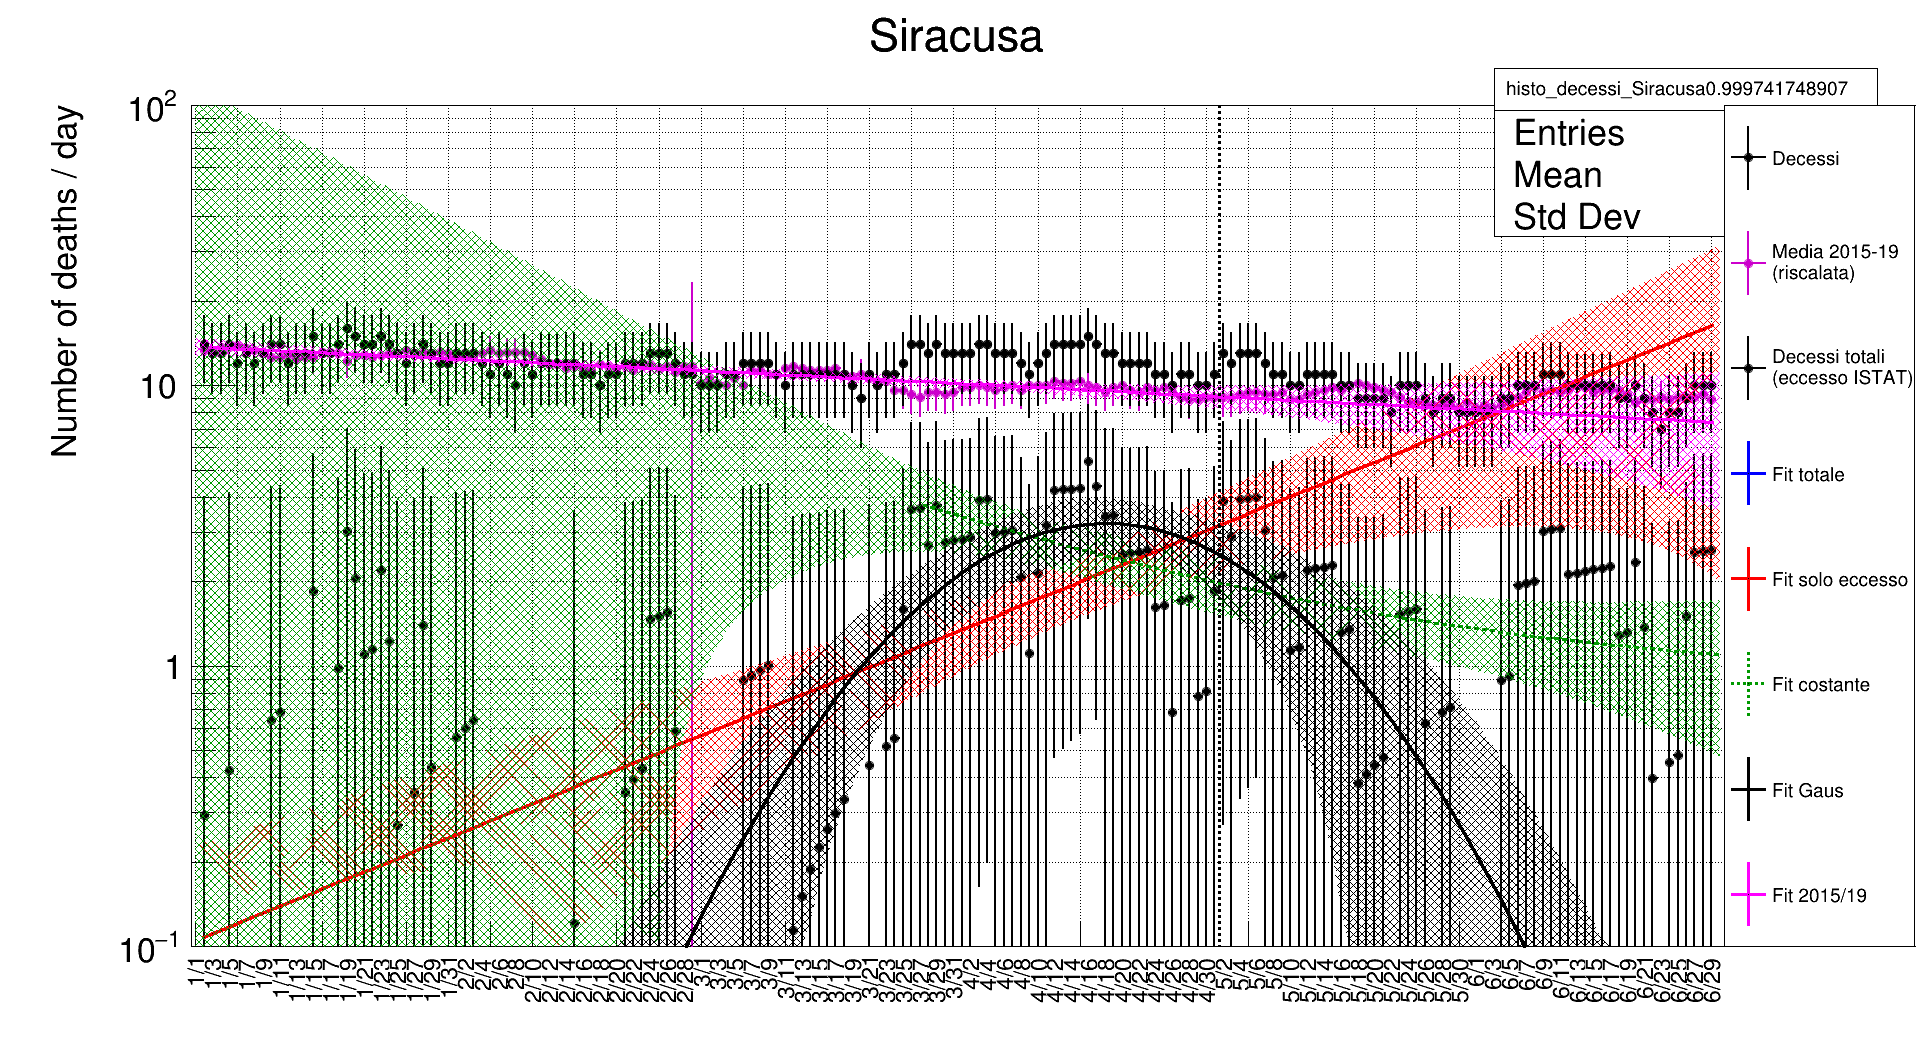 Siracusa
histo_decessi_Siracusa0.999741748907
Entries
Mean
Std Dev
Number of deaths / day
10²
10
1
10⁻¹
Decessi
Media 2015-19
(riscalata)
Decessi totali
(eccesso ISTAT)
Fit totale
Fit solo eccesso
Fit costante
Fit Gaus
Fit 2015/19
1/1 1/3 1/5 1/7 1/9 1/11 1/13 1/15 1/17 1/19 1/21 1/23 1/25 1/27 1/29 1/31 2/2 2/4 2/6 2/8 2/10 2/12 2/14 2/16 2/18 2/20 2/22 2/24 2/26 2/28 3/1 3/3 3/5 3/7 3/9 3/11 3/13 3/15 3/17 3/19 3/21 3/23 3/25 3/27 3/29 3/31 4/2 4/4 4/6 4/8 4/10 4/12 4/14 4/16 4/18 4/20 4/22 4/24 4/26 4/28 4/30 5/2 5/4 5/6 5/8 5/10 5/12 5/14 5/16 5/18 5/20 5/22 5/24 5/26 5/28 5/30 6/1 6/3 6/5 6/7 6/9 6/11 6/13 6/15 6/17 6/19 6/21 6/23 6/25 6/27 6/29